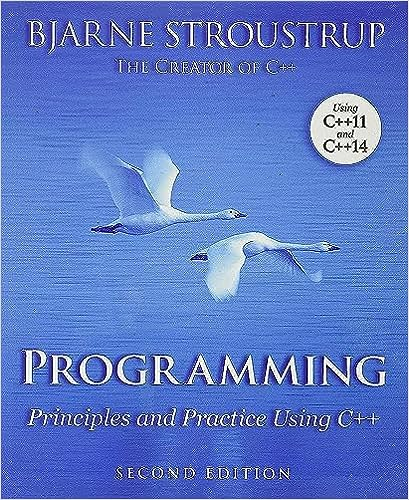 BJARNE STROUSTRUP
THE CREATOR OF C++
Using
C++11
and
C++14
PROGRAMMING
Principles and Practice Using C++
SECOND EDITION